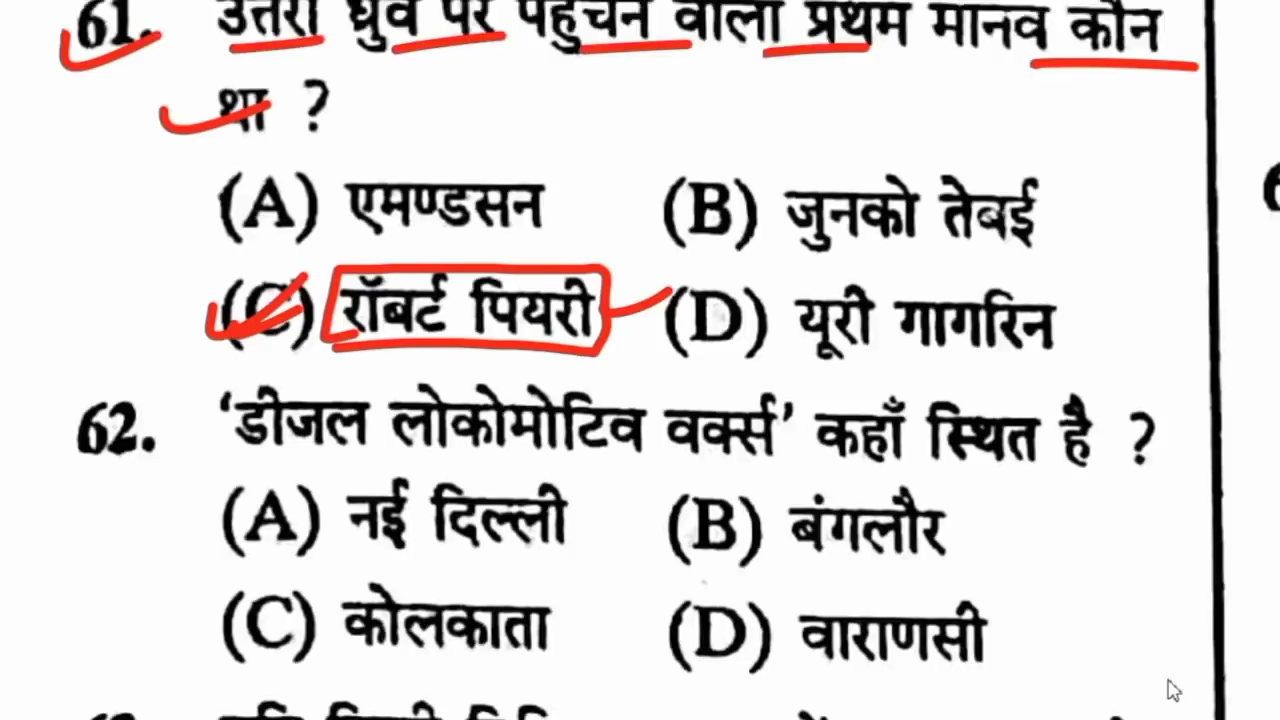 61. उत्तरी ध्रुव पर पहुँचने वाला प्रथम मानव कौन
था ?
(A) एमण्डसन (B) जुनको तेबई
(C) रॉबर्ट पियरी (D) यूरी गागरिन
62. ‘डीजल लोकोमोटिव वर्क्स’ कहाँ स्थित है ?
(A) नई दिल्ली (B) बंगलौर
(C) कोलकाता (D) वाराणसी